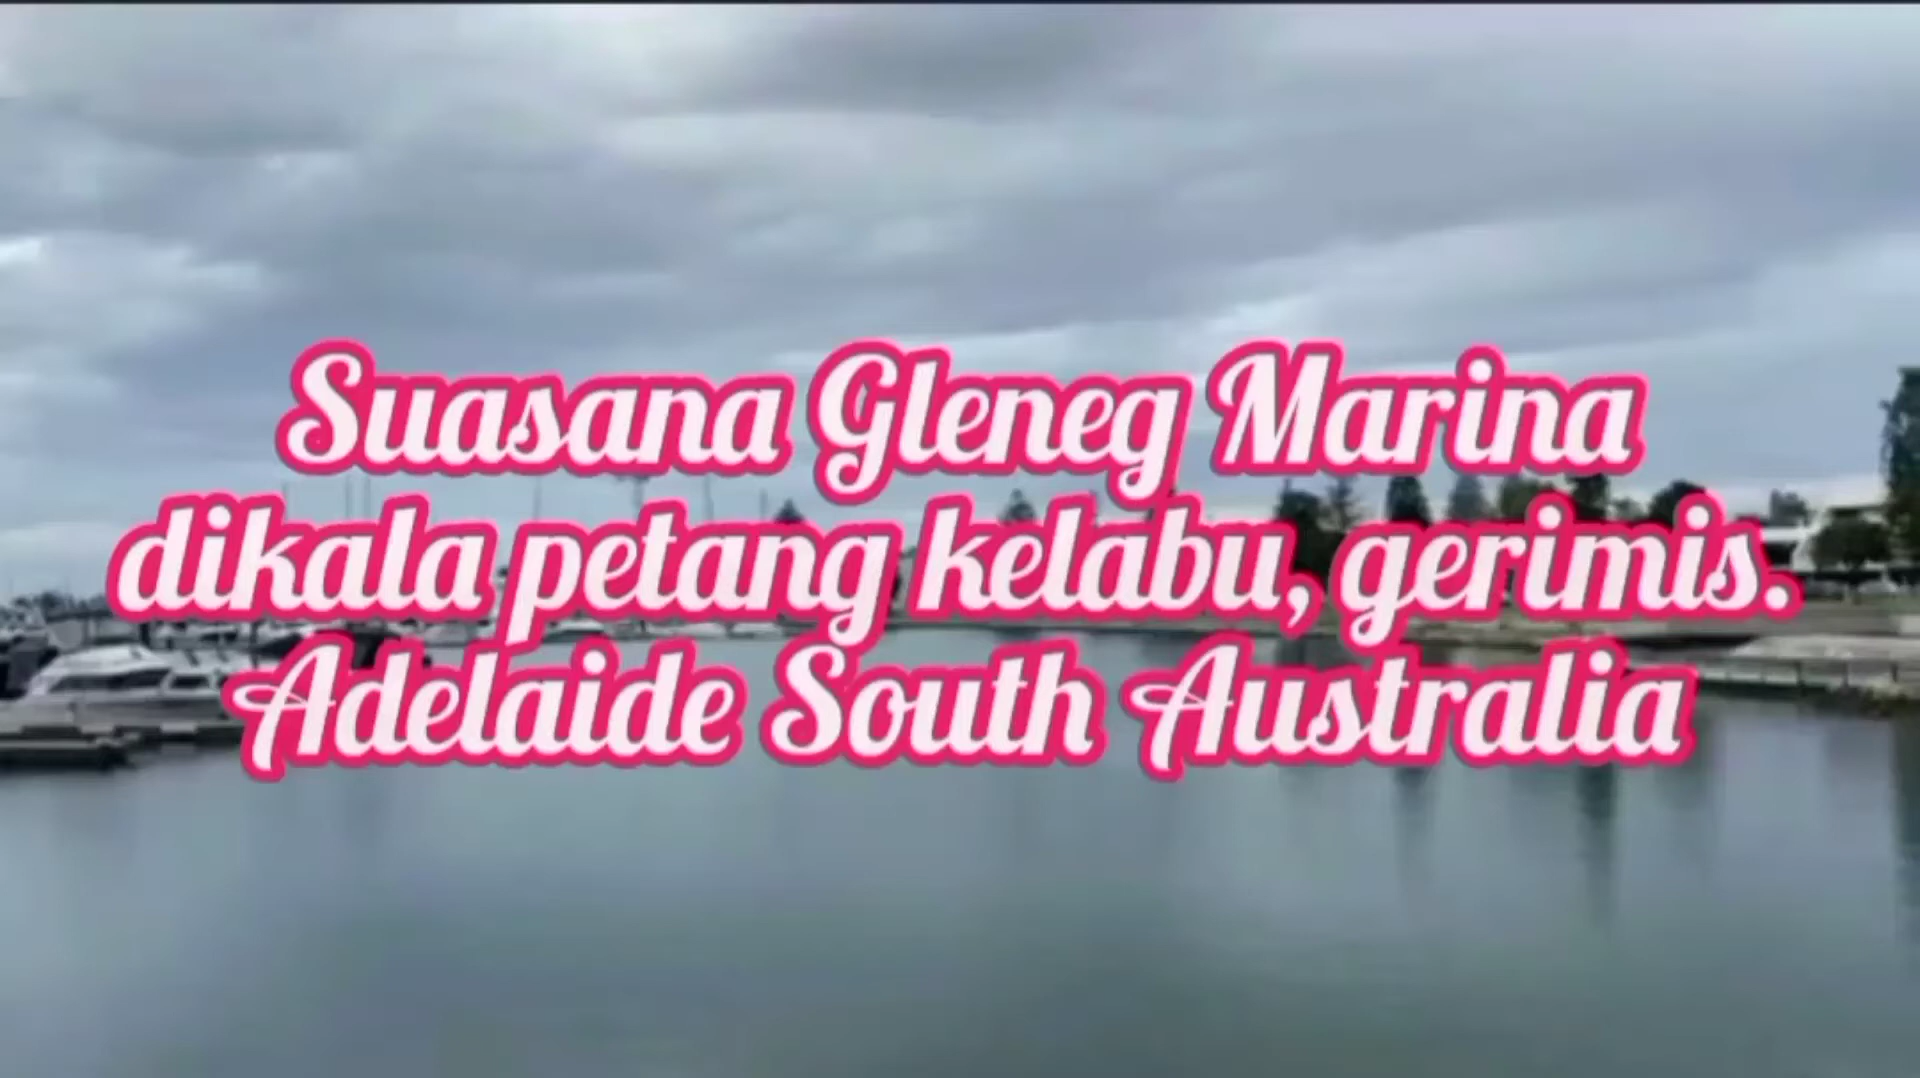 Suasana Gleneg Marina
dikala petang kelabu, gerimis.
Adelaide South Australia